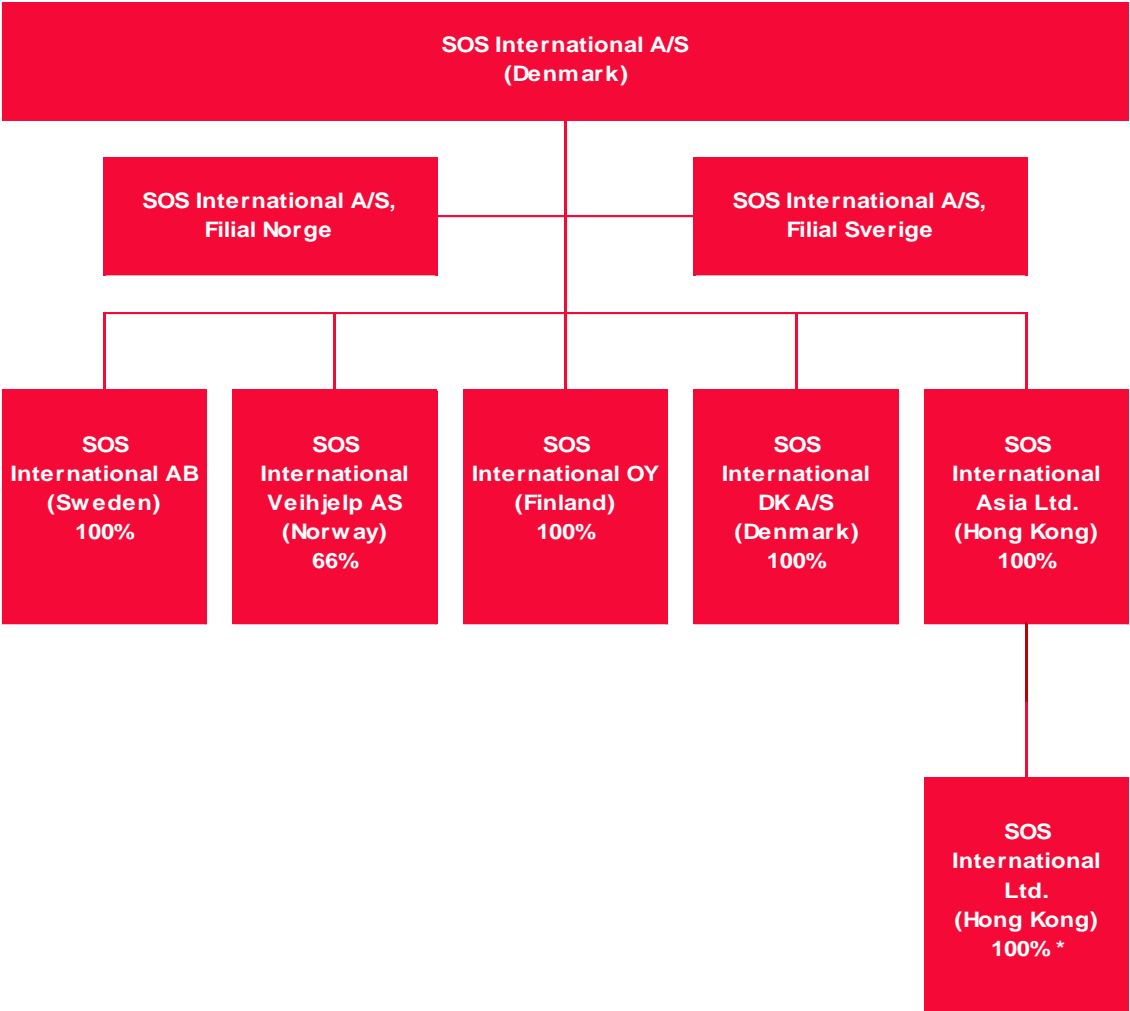 SOS International A/S
(Denmark)
SOS International A/S,
Filial Norge
SOS International A/S,
Filial Sverige
SOS
International AB
(Sweden)
100%
SOS
International
Veihjelp AS
(Norway)
66%
SOS
International OY
(Finland)
100%
SOS
International
DK A/S
(Denmark)
100%
SOS
International
Asia Ltd.
(Hong Kong)
100%
SOS
International
Ltd.
(Hong Kong)
100% *